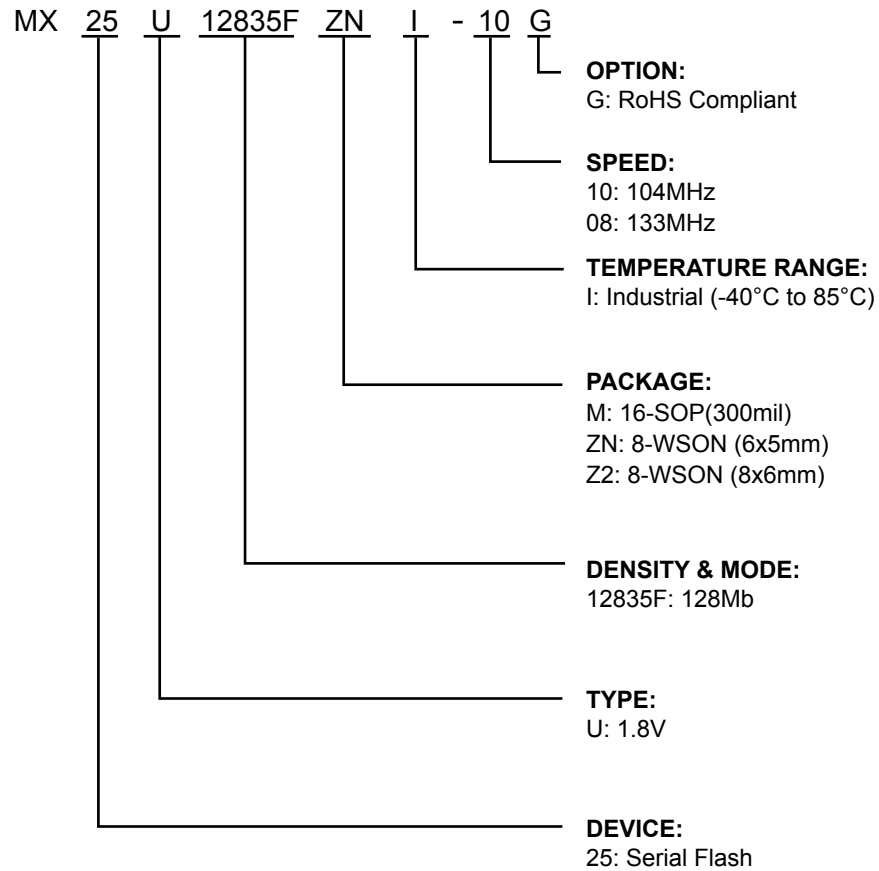 MX 25 U 12835F ZN I - 10 G
OPTION:
G: RoHS Compliant
SPEED:
10: 104MHz
08: 133MHz
TEMPERATURE RANGE:
I: Industrial (-40°C to 85°C)
PACKAGE:
M: 16-SOP(300mil)
ZN: 8-WSON (6x5mm)
Z2: 8-WSON (8x6mm)
DENSITY & MODE:
12835F: 128Mb
TYPE:
U: 1.8V
DEVICE:
25: Serial Flash